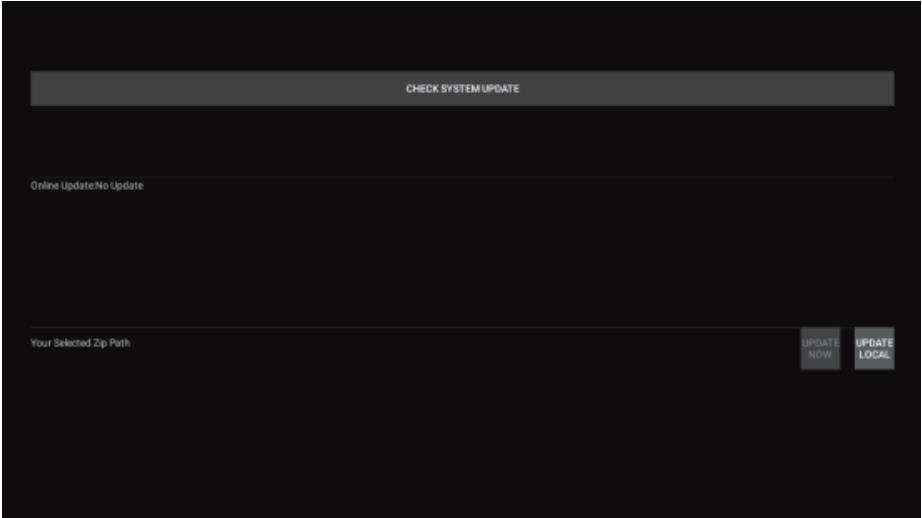 CHECK SYSTEM UPDATE
Online Update:No Update
Your Selected Zip Path
UPDATE
NOW
UPDATE
LOCAL